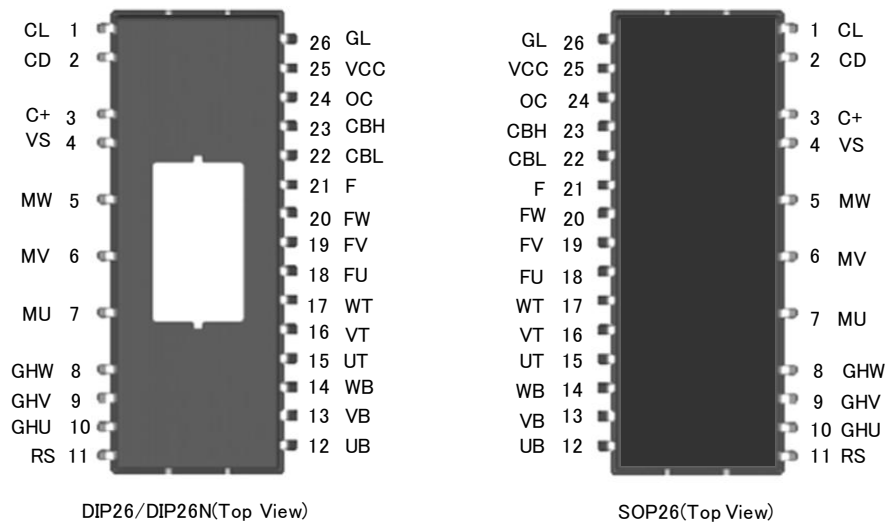 CL 1
CD 2
C+ 3
VS 4
MW 5
MV 6
MU 7
GHW 8
GHV 9
GHU 10
RS 11
26 GL
25 VCC
24 OC
23 CBH
22 CBL
21 F
20 FW
19 FV
18 FU
17 WT
16 VT
15 UT
14 WB
13 VB
12 UB
DIP26/DIP26N(Top View)
GL 26
VCC 25
OC 24
CBH 23
CBL 22
F 21
FW 20
FV 19
FU 18
WT 17
VT 16
UT 15
WB 14
VB 13
UB 12
1 CL
2 CD
3 C+
4 VS
5 MW
6 MV
7 MU
8 GHW
9 GHV
10 GHU
11 RS
SOP26(Top View)